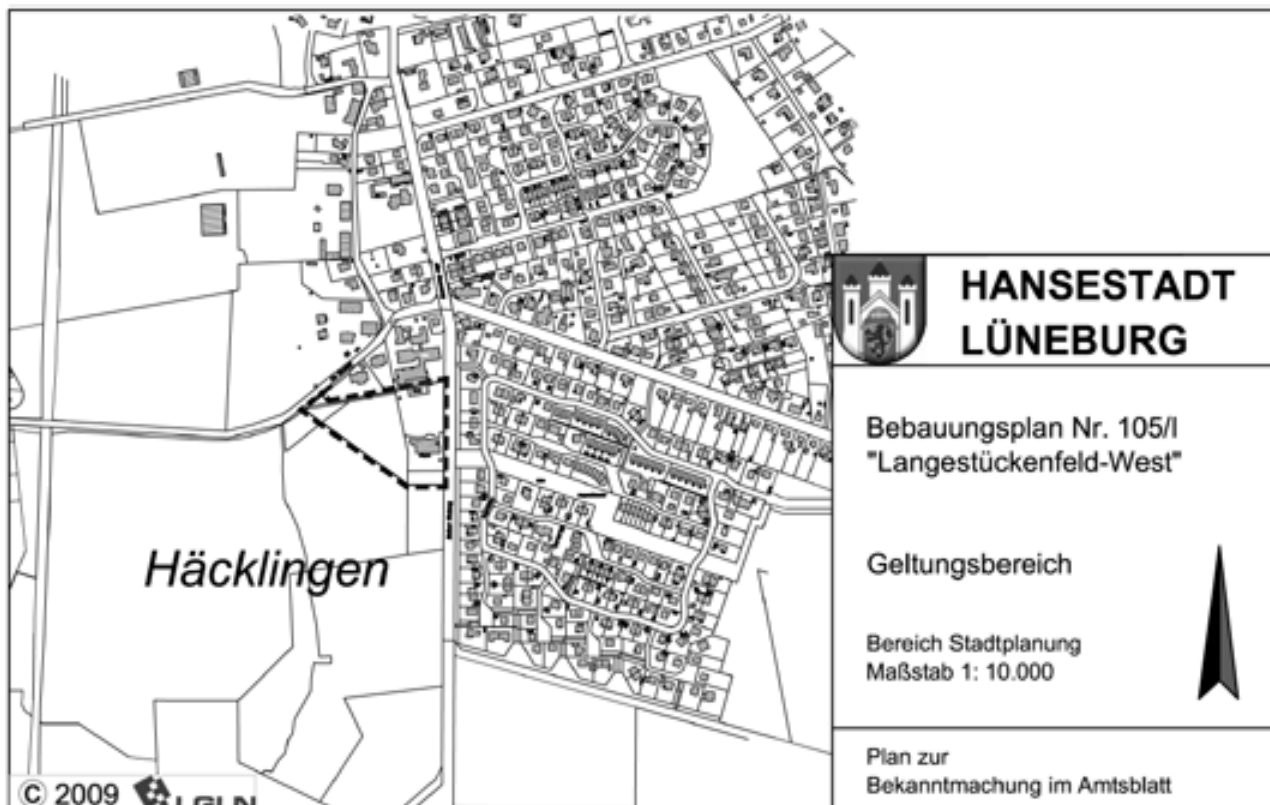 HANSESTADT
LÜNEBURG
Bebauungsplan Nr. 105/I
"Langestückenfeld-West"
Geltungsbereich
Bereich Stadtplanung
Maßstab 1: 10.000
Plan zur
Bekanntmachung im Amtsblatt
Häcklingen
© 2009 LGLN